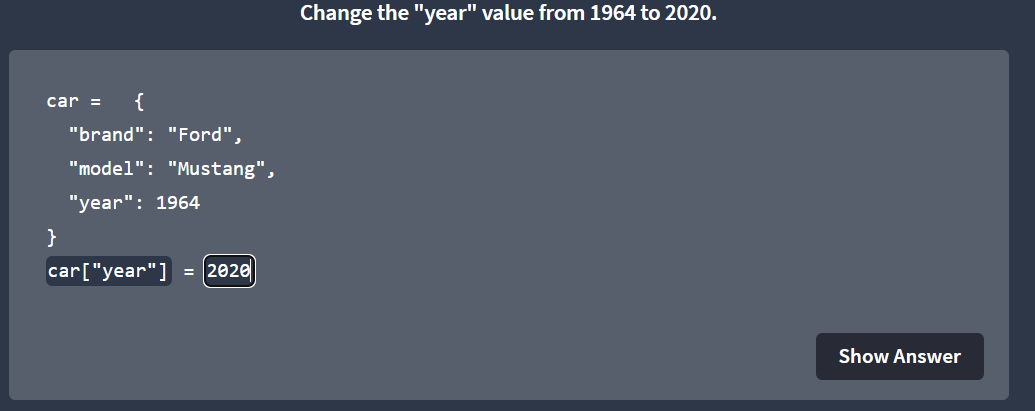 Change the "year" value from 1964 to 2020.
car =   {
  "brand": "Ford",
  "model": "Mustang",
  "year": 1964
}
car["year"] = 2020
Show Answer